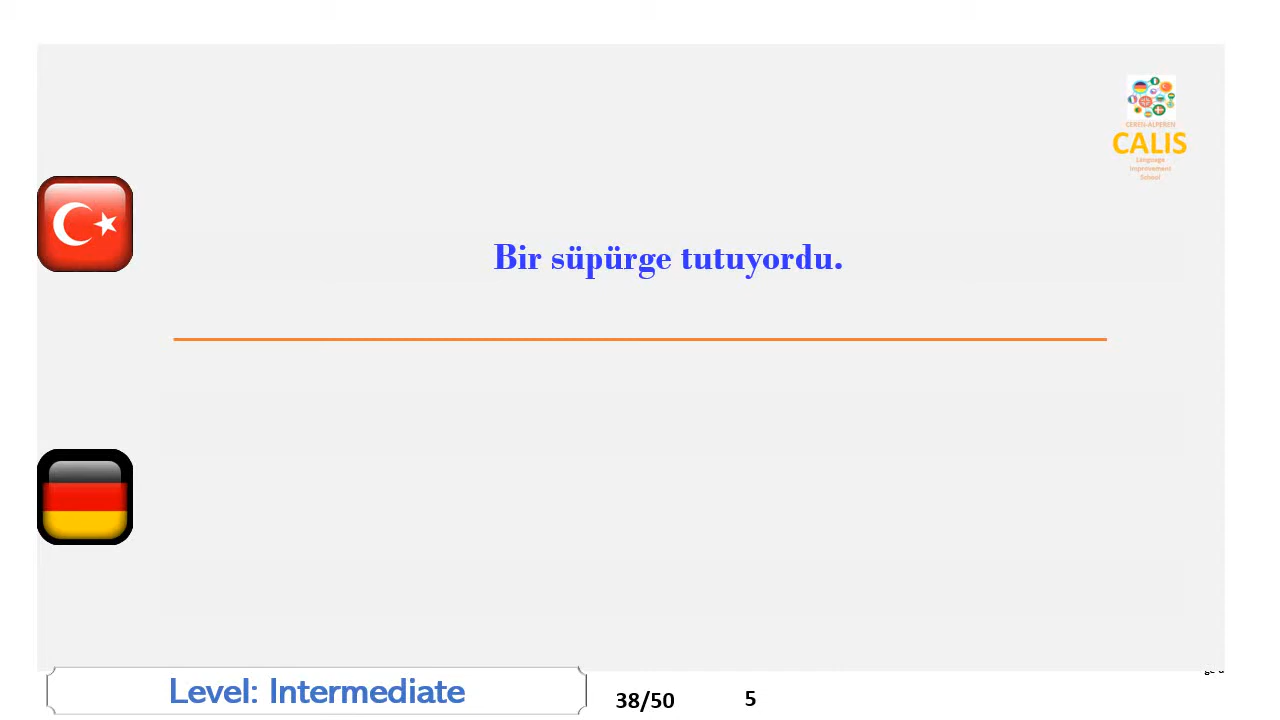 CEREN-ALPEREN
CALIS
Language
Improvement
School
Bir süpürge tutuyordu.
Level: Intermediate
38/50
5